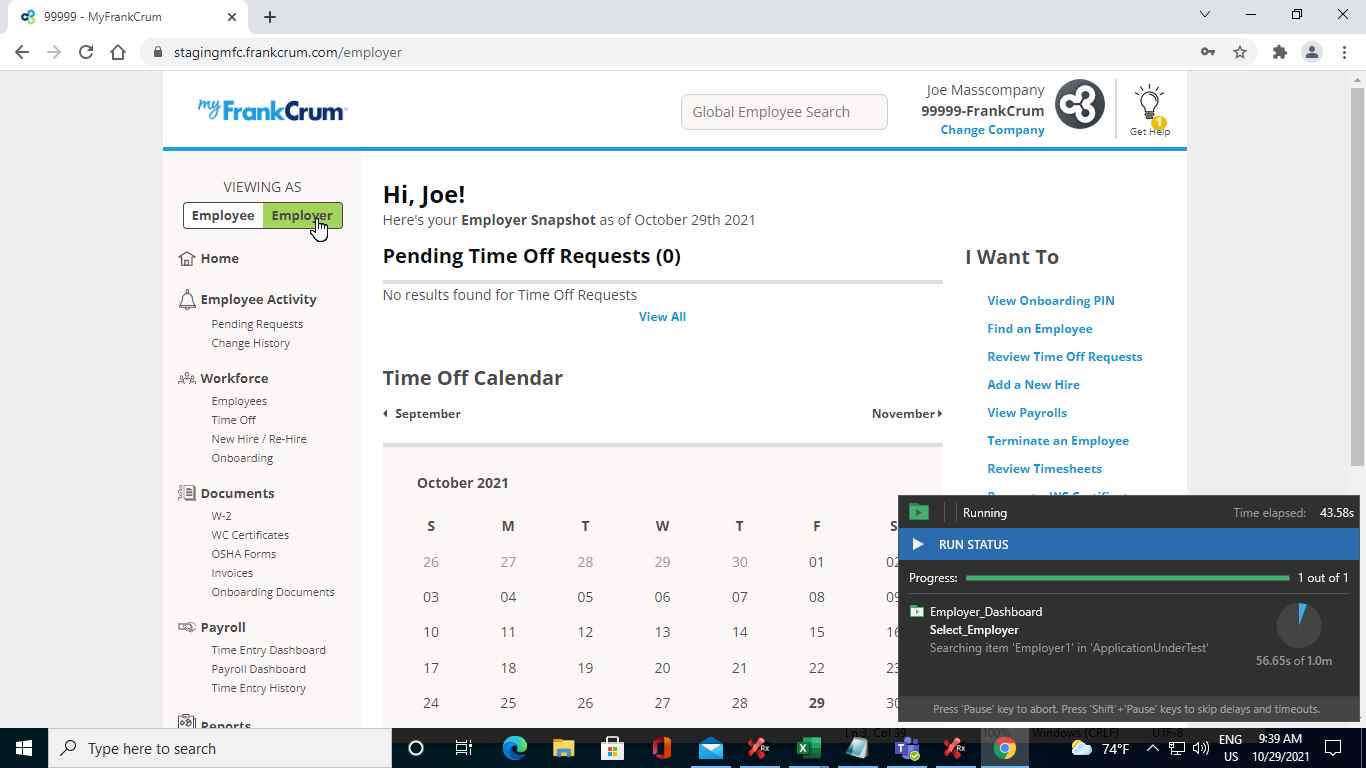 99999 - MyFrankCrum
stagingmfc.frankcrum.com/employer
my FrankCrum
Global Employee Search
Joe Masscompany
99999-FrankCrum
Change Company
1
Get Help
VIEWING AS
Employee Employer
Home
Employee Activity
Pending Requests
Change History
Workforce
Employees
Time Off
New Hire / Re-Hire
Onboarding
Documents
W-2
WC Certificates
OSHA Forms
Invoices
Onboarding Documents
Payroll
Time Entry Dashboard
Payroll Dashboard
Time Entry History
Reports
Hi, Joe!
Here's your Employer Snapshot as of October 29th 2021
Pending Time Off Requests (0)
No results found for Time Off Requests
View All
Time Off Calendar
September November
October 2021
S M T W T F S
26 27 28 29 30 01 02
03 04 05 06 07 08 09
10 11 12 13 14 15 16
17 18 19 20 21 22 23
24 25 26 27 28 29 30
I Want To
View Onboarding PIN
Find an Employee
Review Time Off Requests
Add a New Hire
View Payrolls
Terminate an Employee
Review Timesheets
Running Time elapsed: 43.58s
RUN STATUS
Progress: 1 out of 1
Employer_Dashboard
Select_Employer
Searching item 'Employer1' in 'ApplicationUnderTest'
56.65s of 1.0m
Press 'Pause' key to abort. Press 'Shift'+'Pause' keys to skip delays and timeouts.
Type here to search
74°F
ENG
US
9:39 AM
10/29/2021